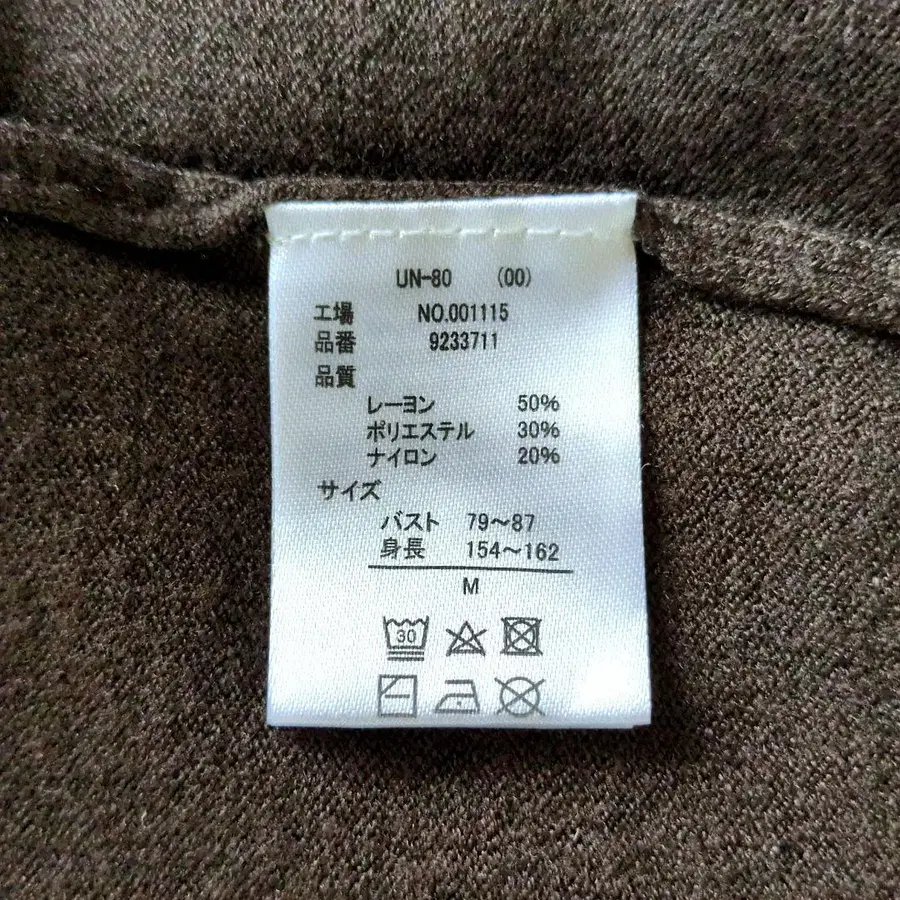 UN-80 (00)
工場 NO.001115
品番 9233711
品質
レーヨン 50%
ポリエステル 30%
ナイロン 20%
サイズ
バスト 79～87
身長 154～162
M
30